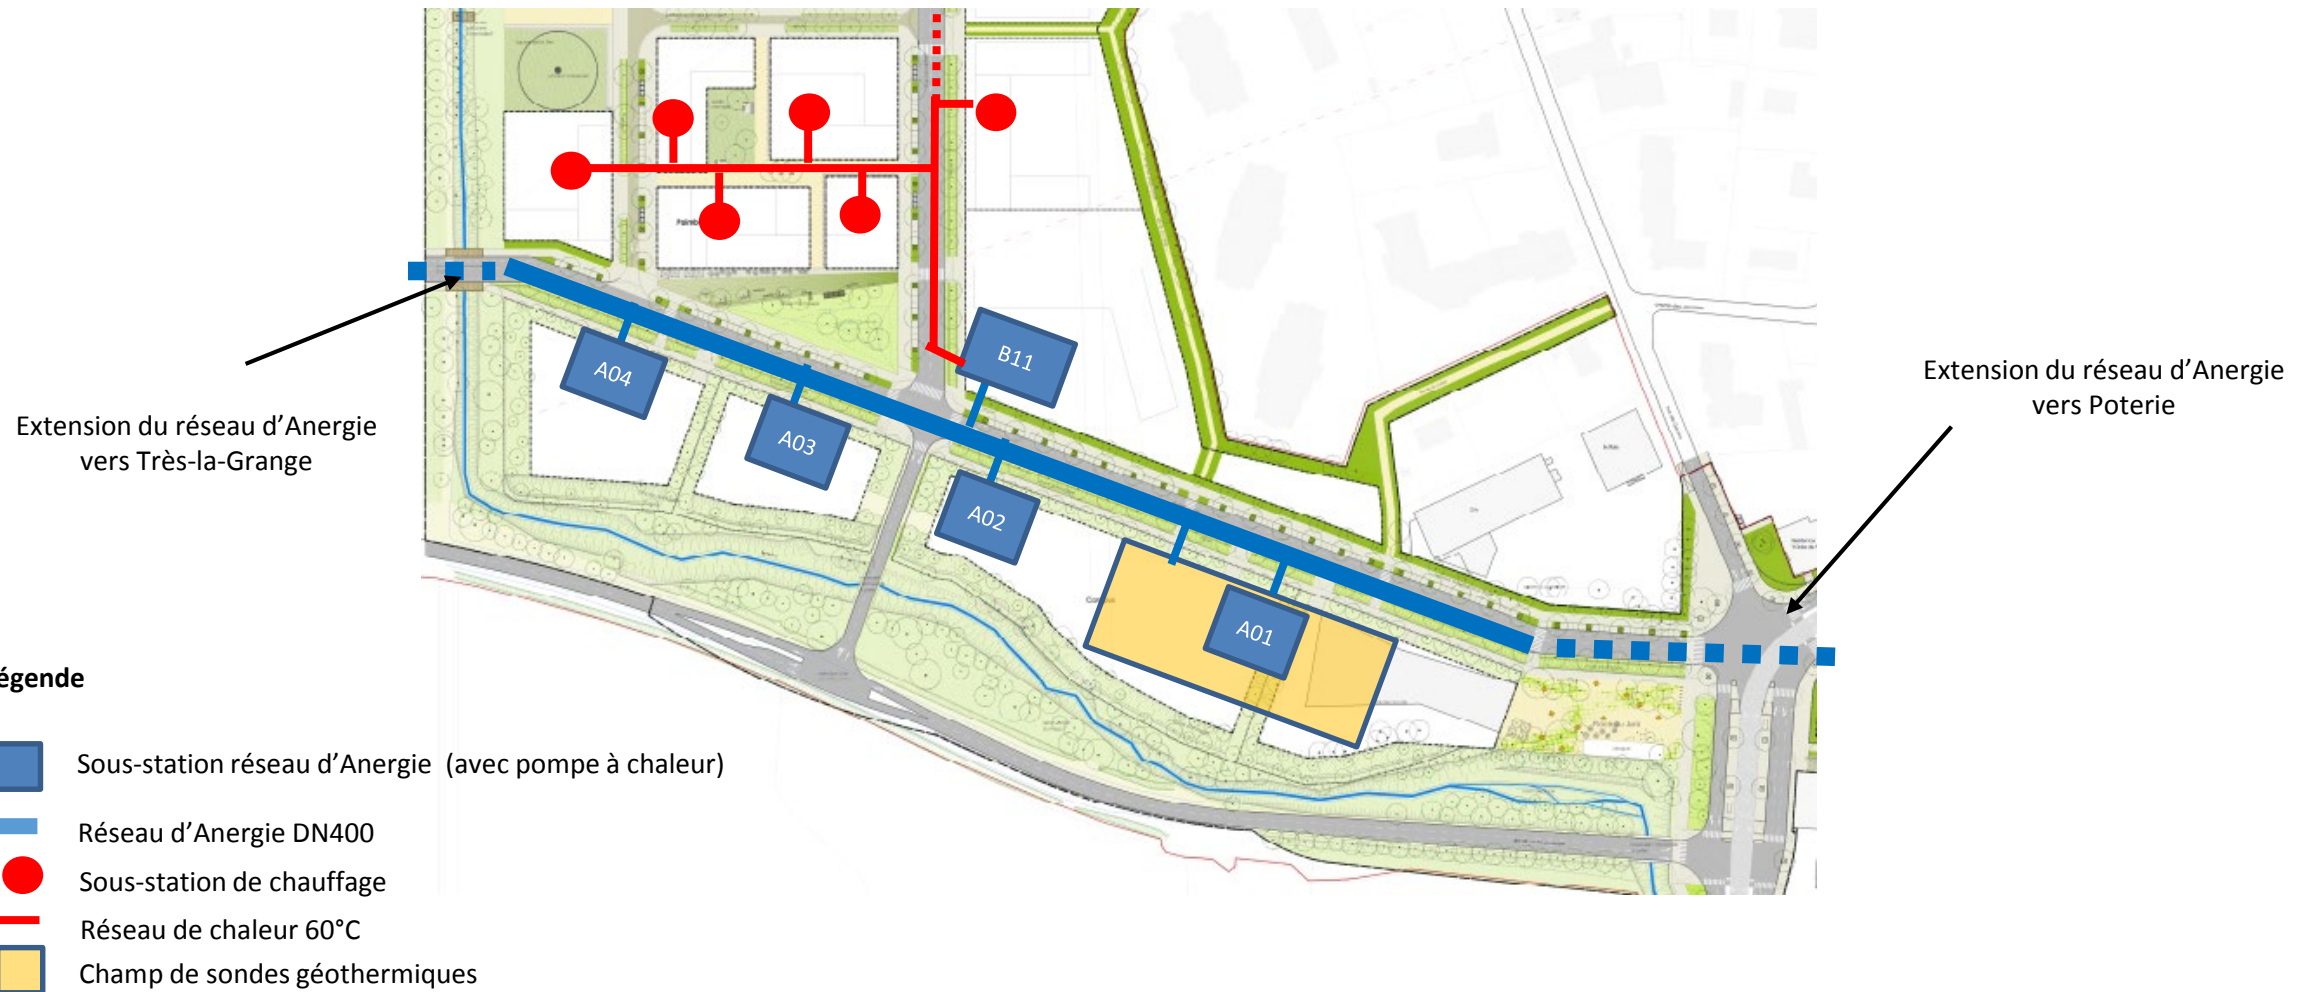 A04
A03
B11
A02
A01
Extension du réseau d’Anergie
vers Très-la-Grange
Extension du réseau d’Anergie
vers Poterie
égende
Sous-station réseau d’Anergie (avec pompe à chaleur)
Réseau d’Anergie DN400
Sous-station de chauffage
Réseau de chaleur 60°C
Champ de sondes géothermiques